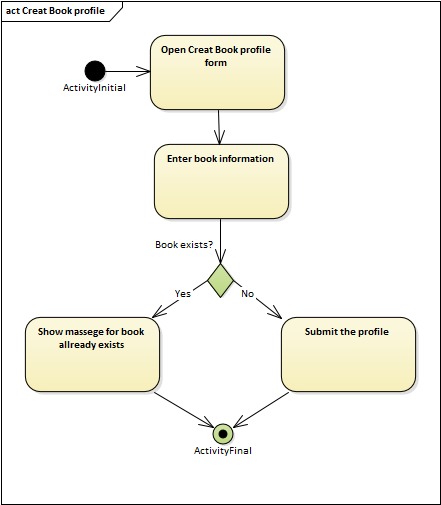 act Creat Book profile
Open Creat Book profile
form
ActivityInitial
Enter book information
Book exists?
Yes
No
Show massege for book
allready exists
Submit the profile
ActivityFinal